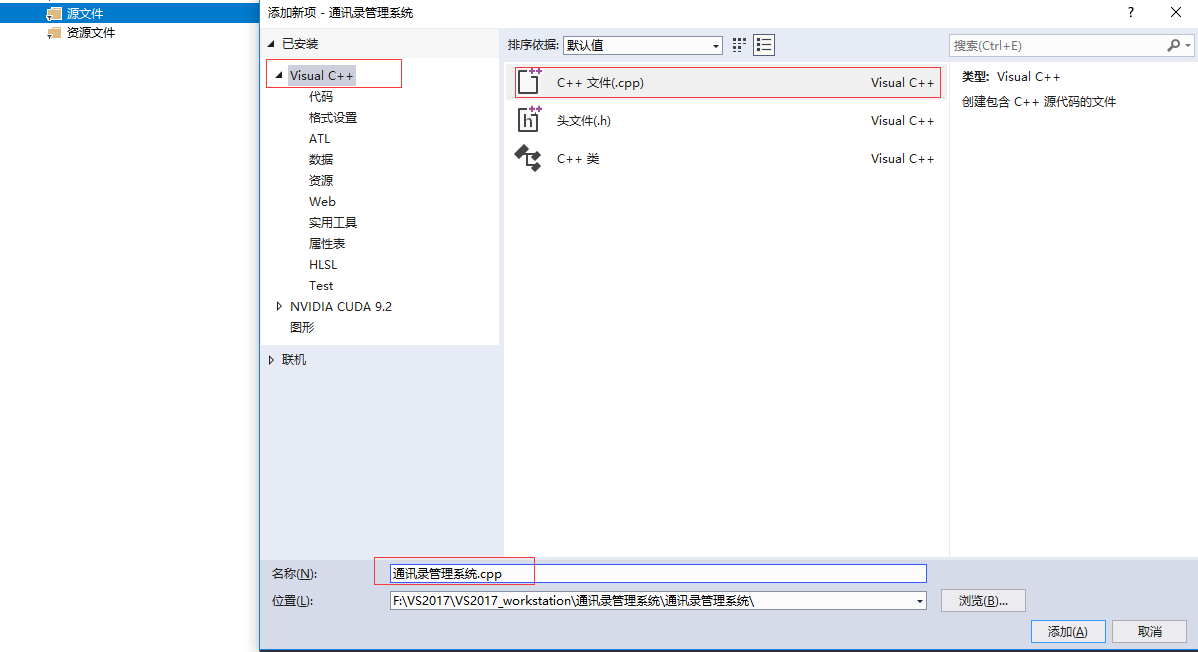 源文件
资源文件
添加新项 - 通讯录管理系统
?
已安装
Visual C++
代码
格式设置
ATL
数据
资源
Web
实用工具
属性表
HLSL
Test
NVIDIA CUDA 9.2
图形
联机
排序依据: 默认值
C++ 文件(.cpp) Visual C++
头文件(.h) Visual C++
C++ 类 Visual C++
搜索(Ctrl+E)
类型: Visual C++
创建包含 C++ 源代码的文件
名称(N): 通讯录管理系统.cpp
位置(L): F:\VS2017\VS2017_workstation\通讯录管理系统\通讯录管理系统\ 浏览(B)...
添加(A) 取消